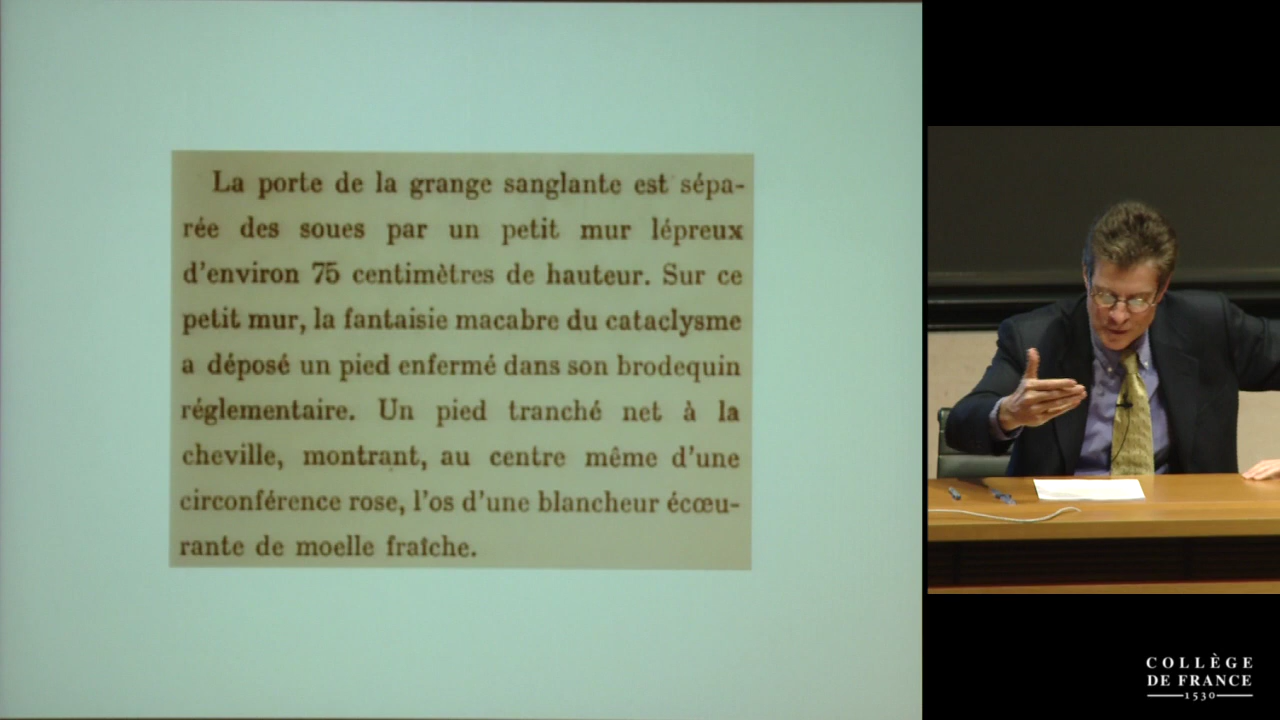 La porte de la grange sanglante est sépa-
rée des soues par un petit mur lépreux
d'environ 75 centimètres de hauteur. Sur ce
petit mur, la fantaisie macabre du cataclysme
a déposé un pied enfermé dans son brodequin
réglementaire. Un pied tranché net à la
cheville, montrant, au centre même d'une
circonférence rose, l'os d'une blancheur écœu-
rante de moelle fraîche.
COLLÈGE
DE FRANCE
1530